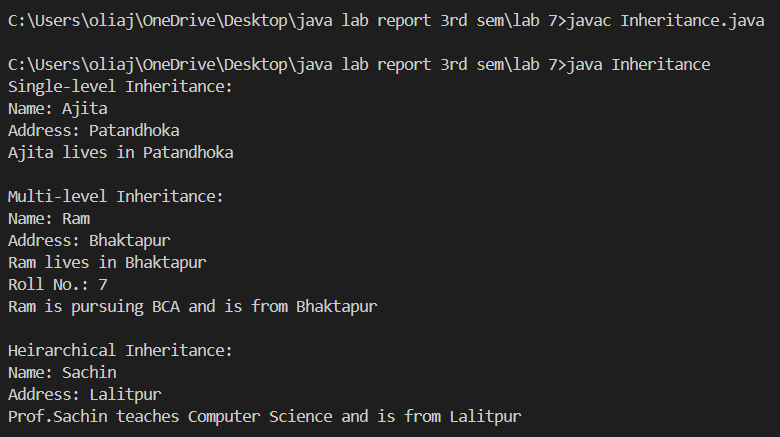 C:\Users\oliaj\OneDrive\Desktop\java lab report 3rd sem\lab 7>javac Inheritance.java
C:\Users\oliaj\OneDrive\Desktop\java lab report 3rd sem\lab 7>java Inheritance
Single-level Inheritance:
Name: Ajita
Address: Patandhoka
Ajita lives in Patandhoka
Multi-level Inheritance:
Name: Ram
Address: Bhaktapur
Ram lives in Bhaktapur
Roll No.: 7
Ram is pursuing BCA and is from Bhaktapur
Heirarchical Inheritance:
Name: Sachin
Address: Lalitpur
Prof.Sachin teaches Computer Science and is from Lalitpur